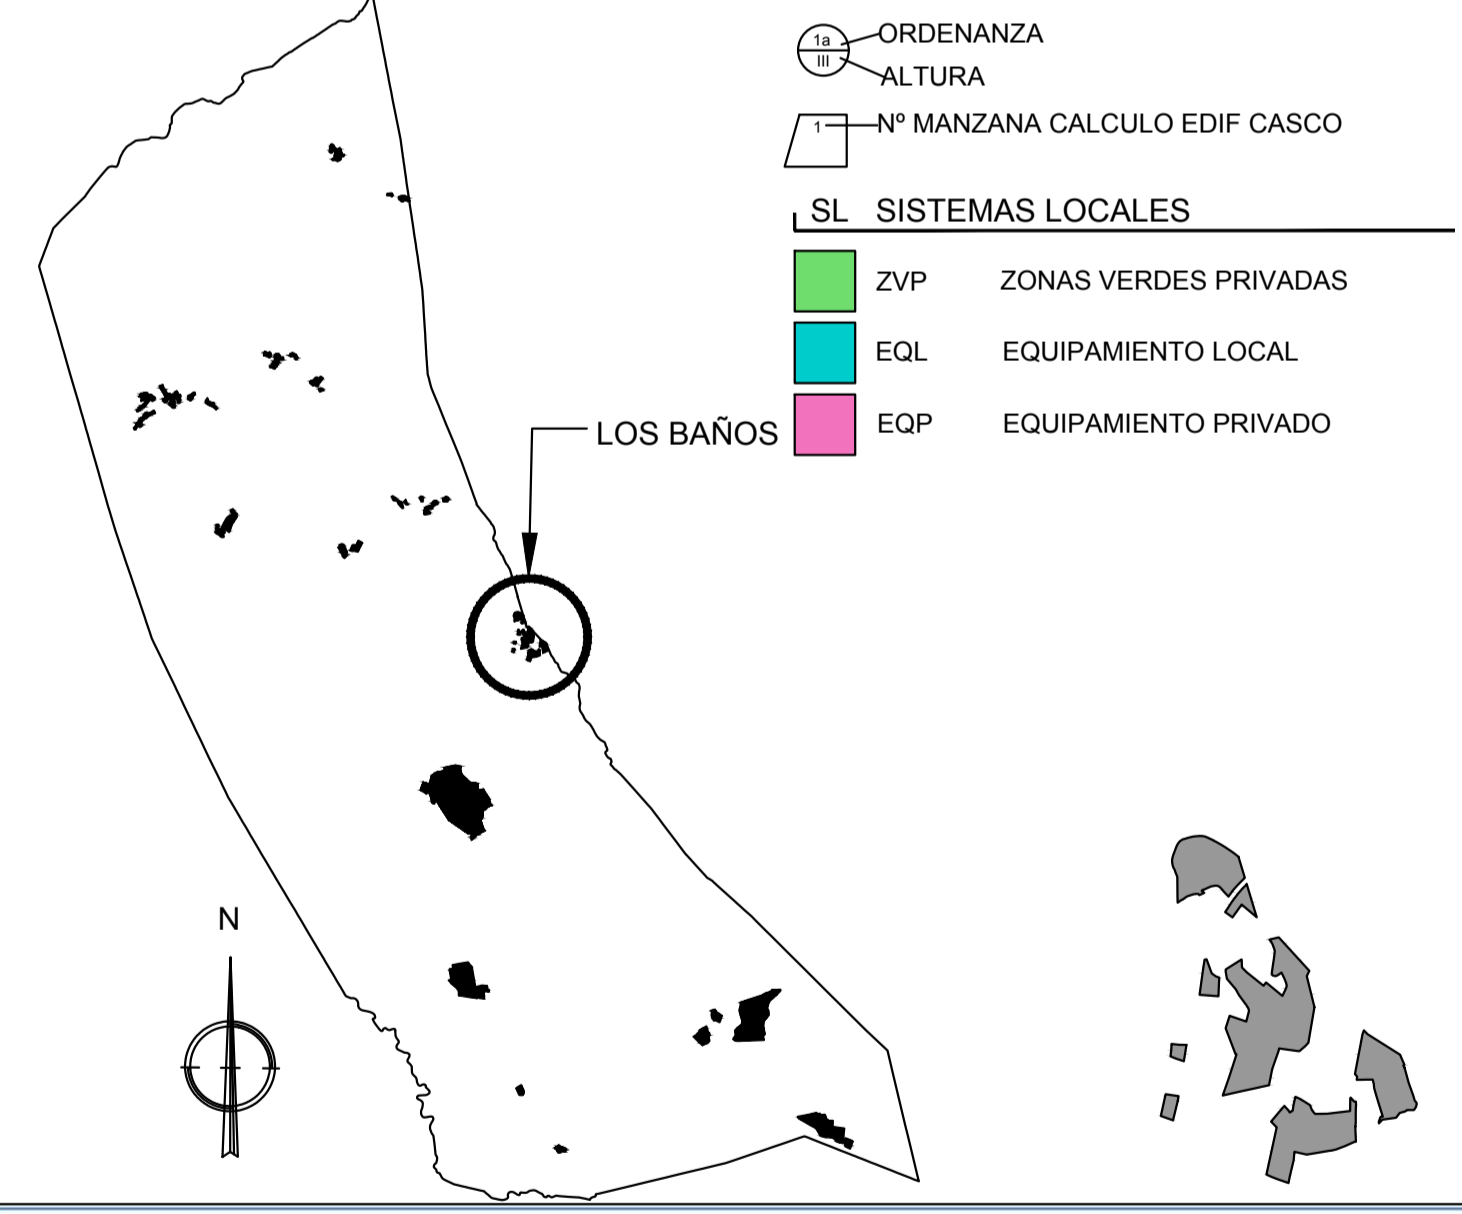 1a ORDENANZA
III ALTURA
1 Nº MANZANA CALCULO EDIF CASCO
SL SISTEMAS LOCALES
ZVP ZONAS VERDES PRIVADAS
EQL EQUIPAMIENTO LOCAL
EQP EQUIPAMIENTO PRIVADO
LOS BAÑOS
N